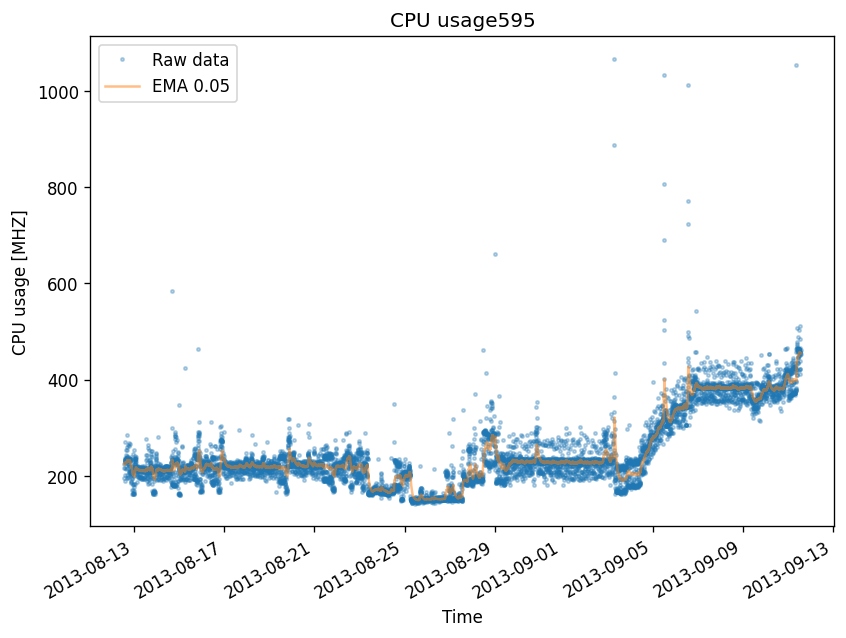 CPU usage595
Raw data
EMA 0.05
CPU usage [MHZ]
1000
800
600
400
200
2013-08-13
2013-08-17
2013-08-21
2013-08-25
2013-08-29
2013-09-01
2013-09-05
2013-09-09
2013-09-13
Time